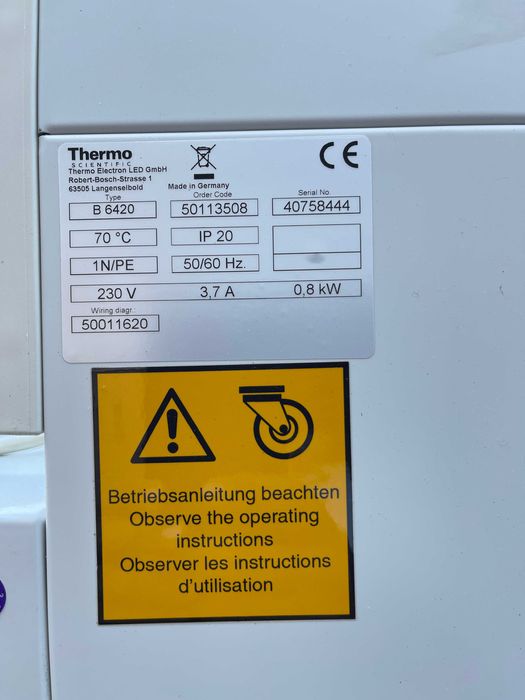 Thermo
SCIENTIFIC
Thermo Electron LED GmbH
Robert-Bosch-Strasse 1
63505 Langenselbold
Made in Germany
CE
Type
Order Code
Serial No.
B 6420
50113508
40758444
70 °C
IP 20
1N/PE
50/60 Hz.
230 V
3,7 A
0,8 kW
Wiring diagr.:
50011620
Betriebsanleitung beachten
Observe the operating
instructions
Observer les instructions
d'utilisation